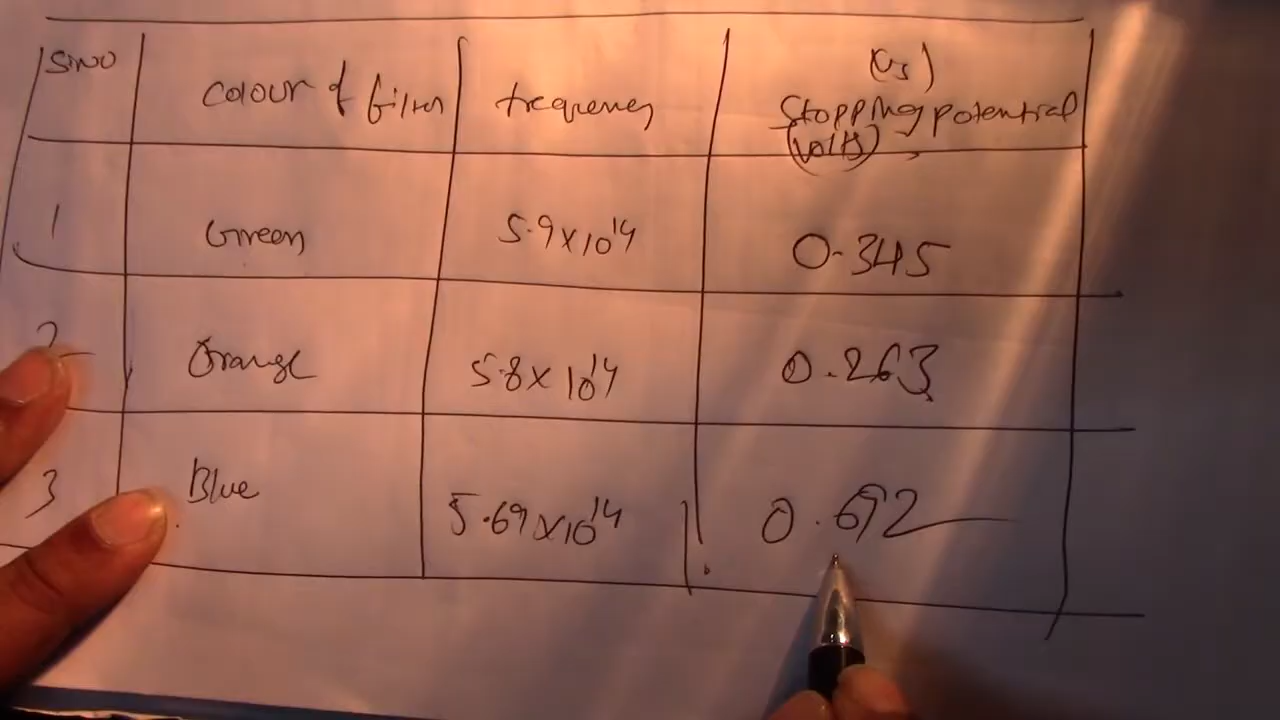 SiNO
Colour of filter
frequency
(Vs)
Stopping potential
(volts)
1
Green
5.9x10^14
0.345
2
Orange
5.8x10^14
0.263
3
Blue
5.69x10^14
0.692